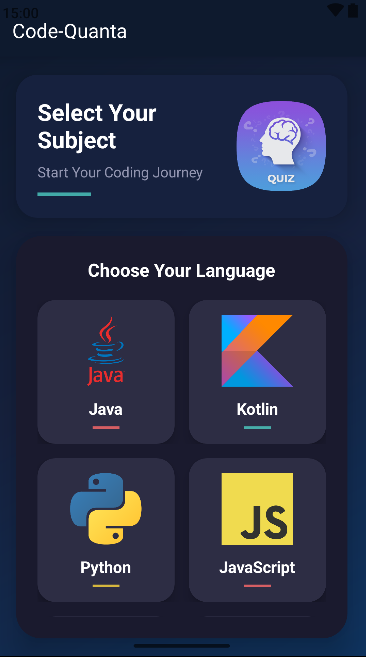 15:00
Code-Quanta
Select Your
Subject
Start Your Coding Journey
QUIZ
Choose Your Language
Java
Java
Kotlin
JS
Python
JavaScript